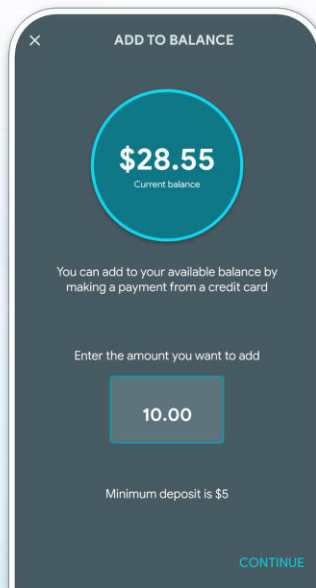 ADD TO BALANCE
$28.55
Current balance
You can add to your available balance by
making a payment from a credit card
Enter the amount you want to add
10.00
Minimum deposit is $5
CONTINUE